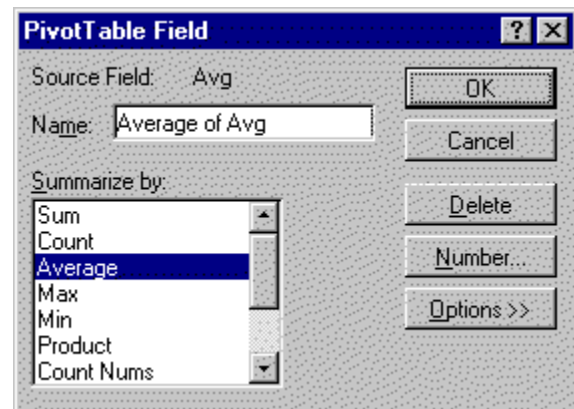 PivotTable Field
Source Field: Avg
Name: Average of Avg
Summarize by:
Sum
Count
Average
Max
Min
Product
Count Nums
OK
Cancel
Delete
Number...
Options >>